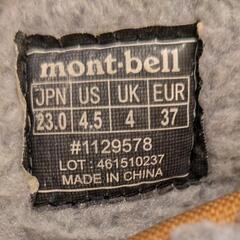 mont-bell
JPN US UK EUR
23.0 4.5 4 37
#1129578
LOT : 461510237
MADE IN CHINA